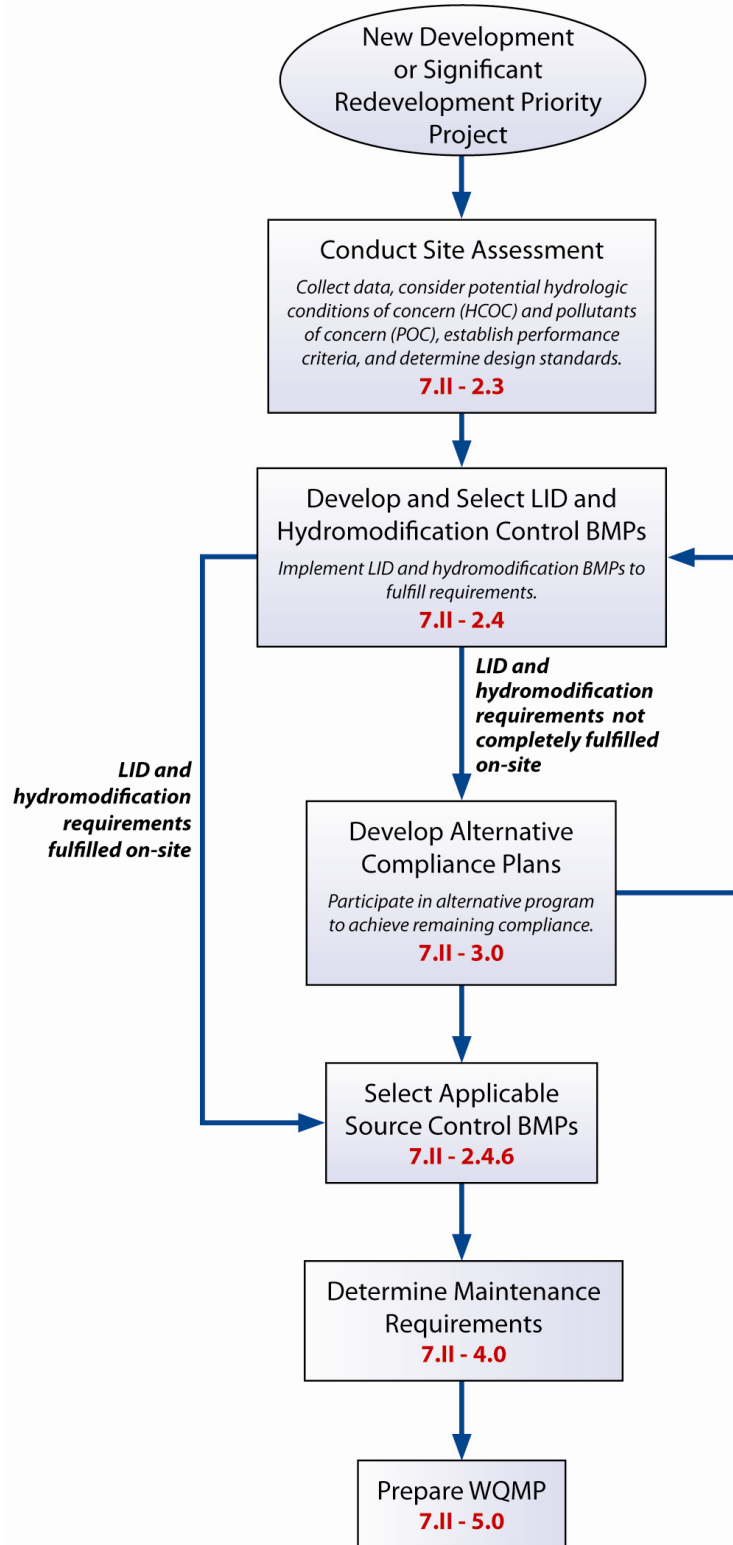 New Development
or Significant
Redevelopment Priority
Project
Conduct Site Assessment
Collect data, consider potential hydrologic
conditions of concern (HCOC) and pollutants
of concern (POC), establish performance
criteria, and determine design standards.
7.II - 2.3
Develop and Select LID and
Hydromodification Control BMPs
Implement LID and hydromodification BMPs to
fulfill requirements.
7.II - 2.4
LID and
hydromodification
requirements not
completely fulfilled
on-site
LID and
hydromodification
requirements
fulfilled on-site
Develop Alternative
Compliance Plans
Participate in alternative program
to achieve remaining compliance.
7.II - 3.0
Select Applicable
Source Control BMPs
7.II - 2.4.6
Determine Maintenance
Requirements
7.II - 4.0
Prepare WQMP
7.II - 5.0